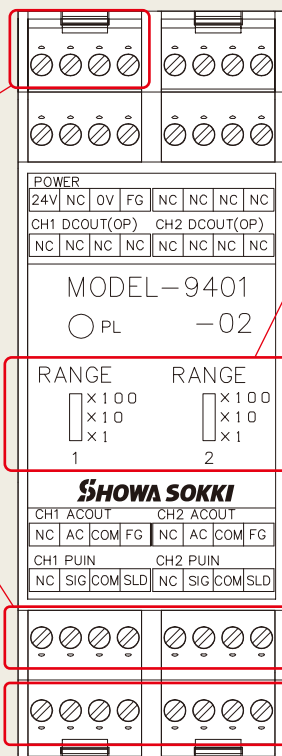 POWER
24V NC 0V FG NC NC NC NC
CH1 DCOUT(OP) CH2 DCOUT(OP)
NC NC NC NC NC NC NC NC
MODEL-9401
PL -02
RANGE RANGE
×100 ×100
×10 ×10
×1 ×1
1 2
SHOWA SOKKI
CH1 ACOUT CH2 ACOUT
NC AC COM FG NC AC COM FG
CH1 PUIN CH2 PUIN
NC SIG COM SLD NC SIG COM SLD